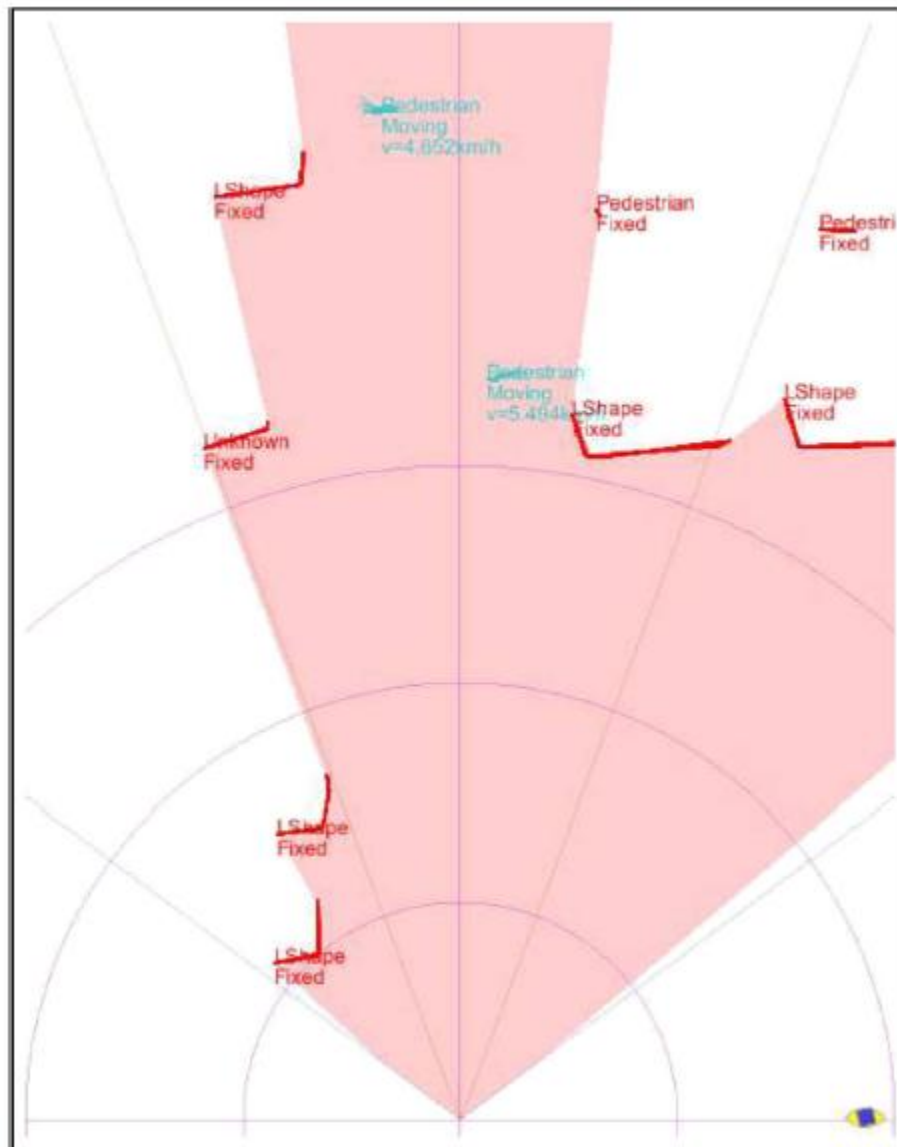 Pedestrian
Moving
v=4,652km/h
LShape
Fixed
Pedestrian
Fixed
Pedestri
Fixed
Pedestrian
Moving
LShape
Fixed
LShape
Fixed
Unknown
Fixed
LShape
Fixed
LShape
Fixed